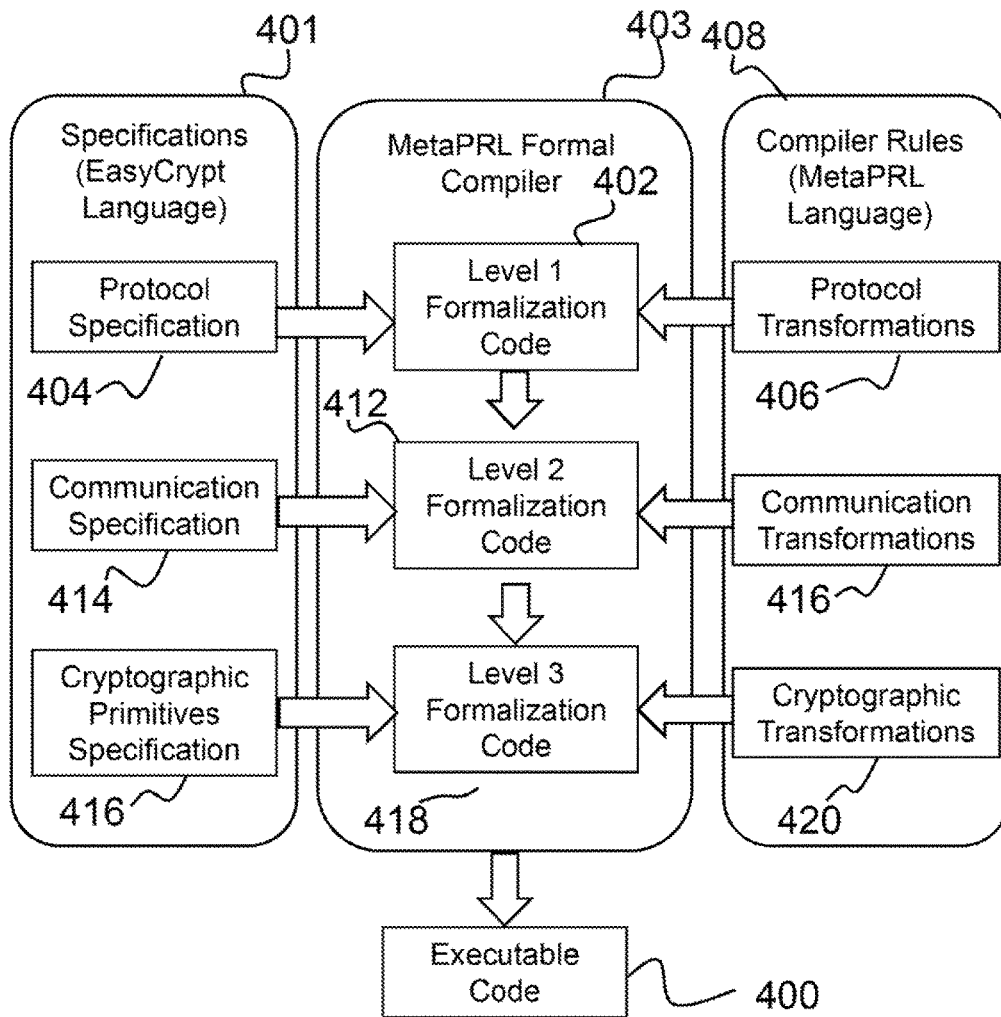 401
403
408
Specifications
(EasyCrypt
Language)
MetaPRL Formal
Compiler
402
Compiler Rules
(MetaPRL
Language)
Protocol
Specification
404
Level 1
Formalization
Code
Protocol
Transformations
406
412
Communication
Specification
414
Level 2
Formalization
Code
Communication
Transformations
416
Cryptographic
Primitives
Specification
416
Level 3
Formalization
Code
418
Cryptographic
Transformations
420
Executable
Code
400